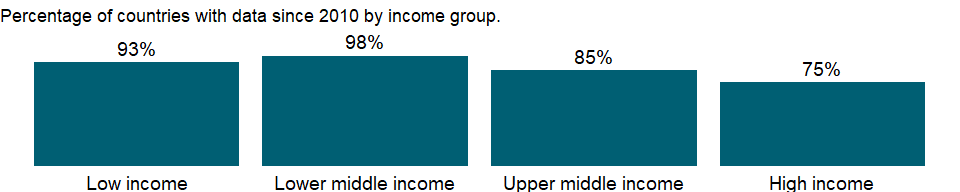 Percentage of countries with data since 2010 by income group.
93%
98%
85%
75%
Low income
Lower middle income
Upper middle income
High income